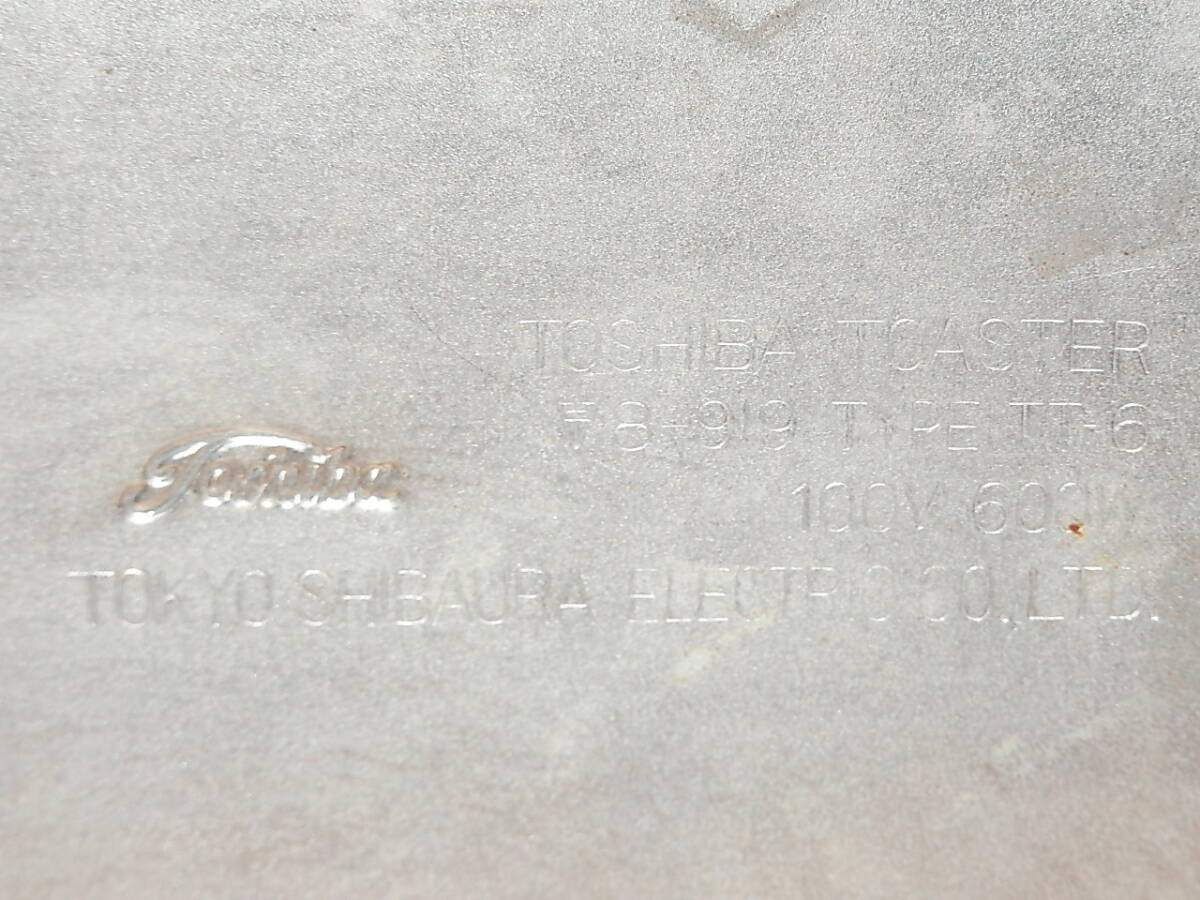 TOSHIBA TOASTER
〒8-919 TYPE TT-6
100V 600W
Toshiba
TOKYO SHIBAURA ELECTRIC CO.,LTD.